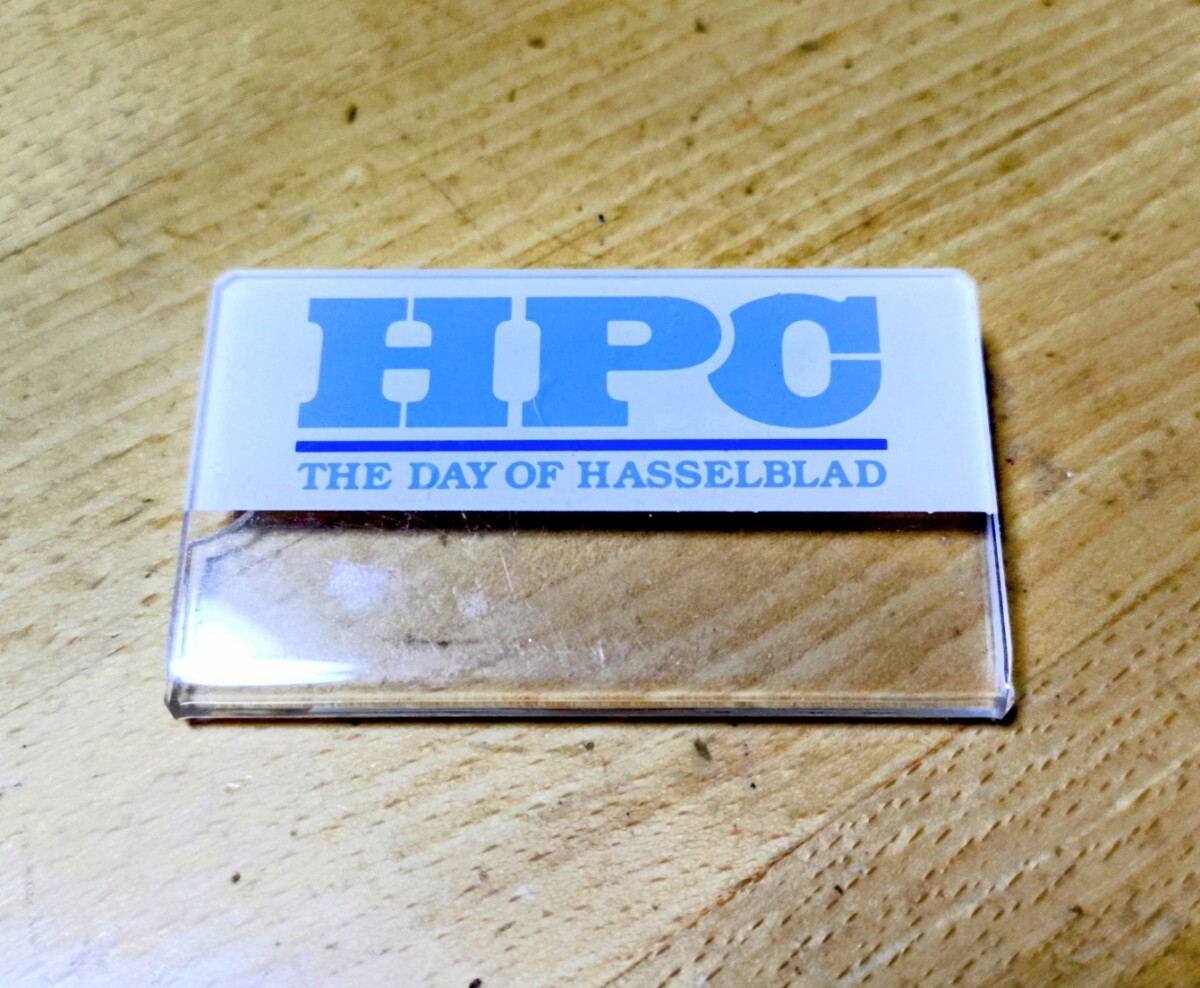 HPC
THE DAY OF HASSELBLAD